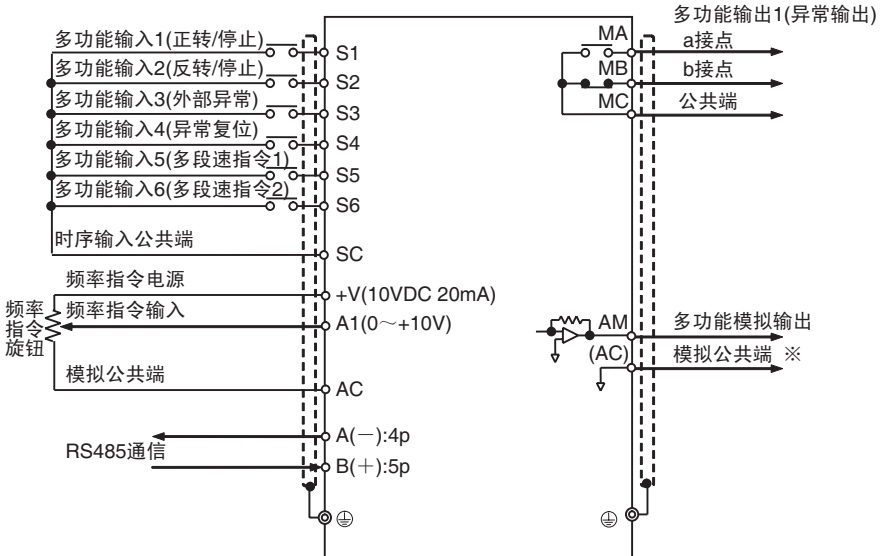 多功能输出1(异常输出)
多功能输入1(正转/停止)
S1
多功能输入2(反转/停止)
S2
多功能输入3(外部异常)
S3
多功能输入4(异常复位)
S4
多功能输入5(多段速指令1)
S5
多功能输入6(多段速指令2)
S6
时序输入公共端
SC
频率指令电源
+V(10VDC 20mA)
频率
指令
旋钮
频率指令输入
A1(0～+10V)
模拟公共端
AC
RS485通信
A(－):4p
B(＋):5p
MA
a接点
MB
b接点
MC
公共端
AM
多功能模拟输出
(AC)
模拟公共端 ※